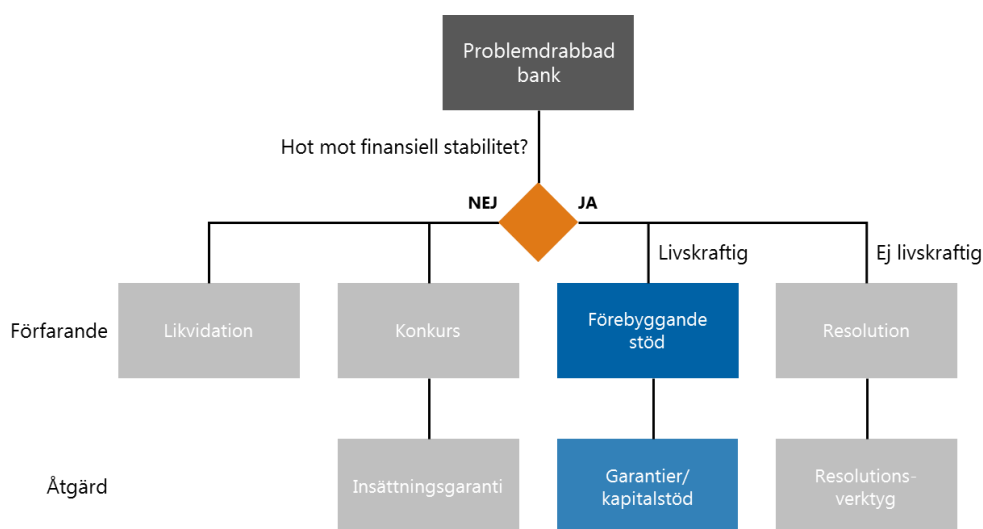 Problemdrabbad
bank
Hot mot finansiell stabilitet?
NEJ
JA
Livskraftig
Ej livskraftig
Förfarande
Likvidation
Konkurs
Förebyggande
stöd
Resolution
Åtgärd
Insättningsgaranti
Garantier/
kapitalstöd
Resolutions-
verktyg